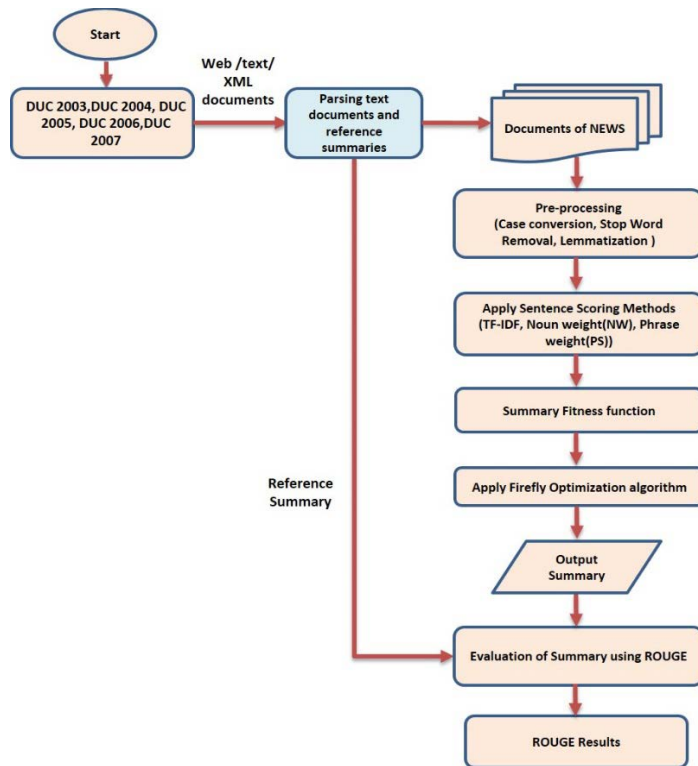 Start
Web /text/
XML
documents
DUC 2003,DUC 2004, DUC
2005, DUC 2006,DUC
2007
Parsing text
documents and
reference
summaries
Documents of NEWS
Pre-processing
(Case conversion, Stop Word
Removal, Lemmatization )
Apply Sentence Scoring Methods
(TF-IDF, Noun weight(NW), Phrase
weight(PS))
Summary Fitness function
Apply Firefly Optimization algorithm
Reference
Summary
Output
Summary
Evaluation of Summary using ROUGE
ROUGE Results